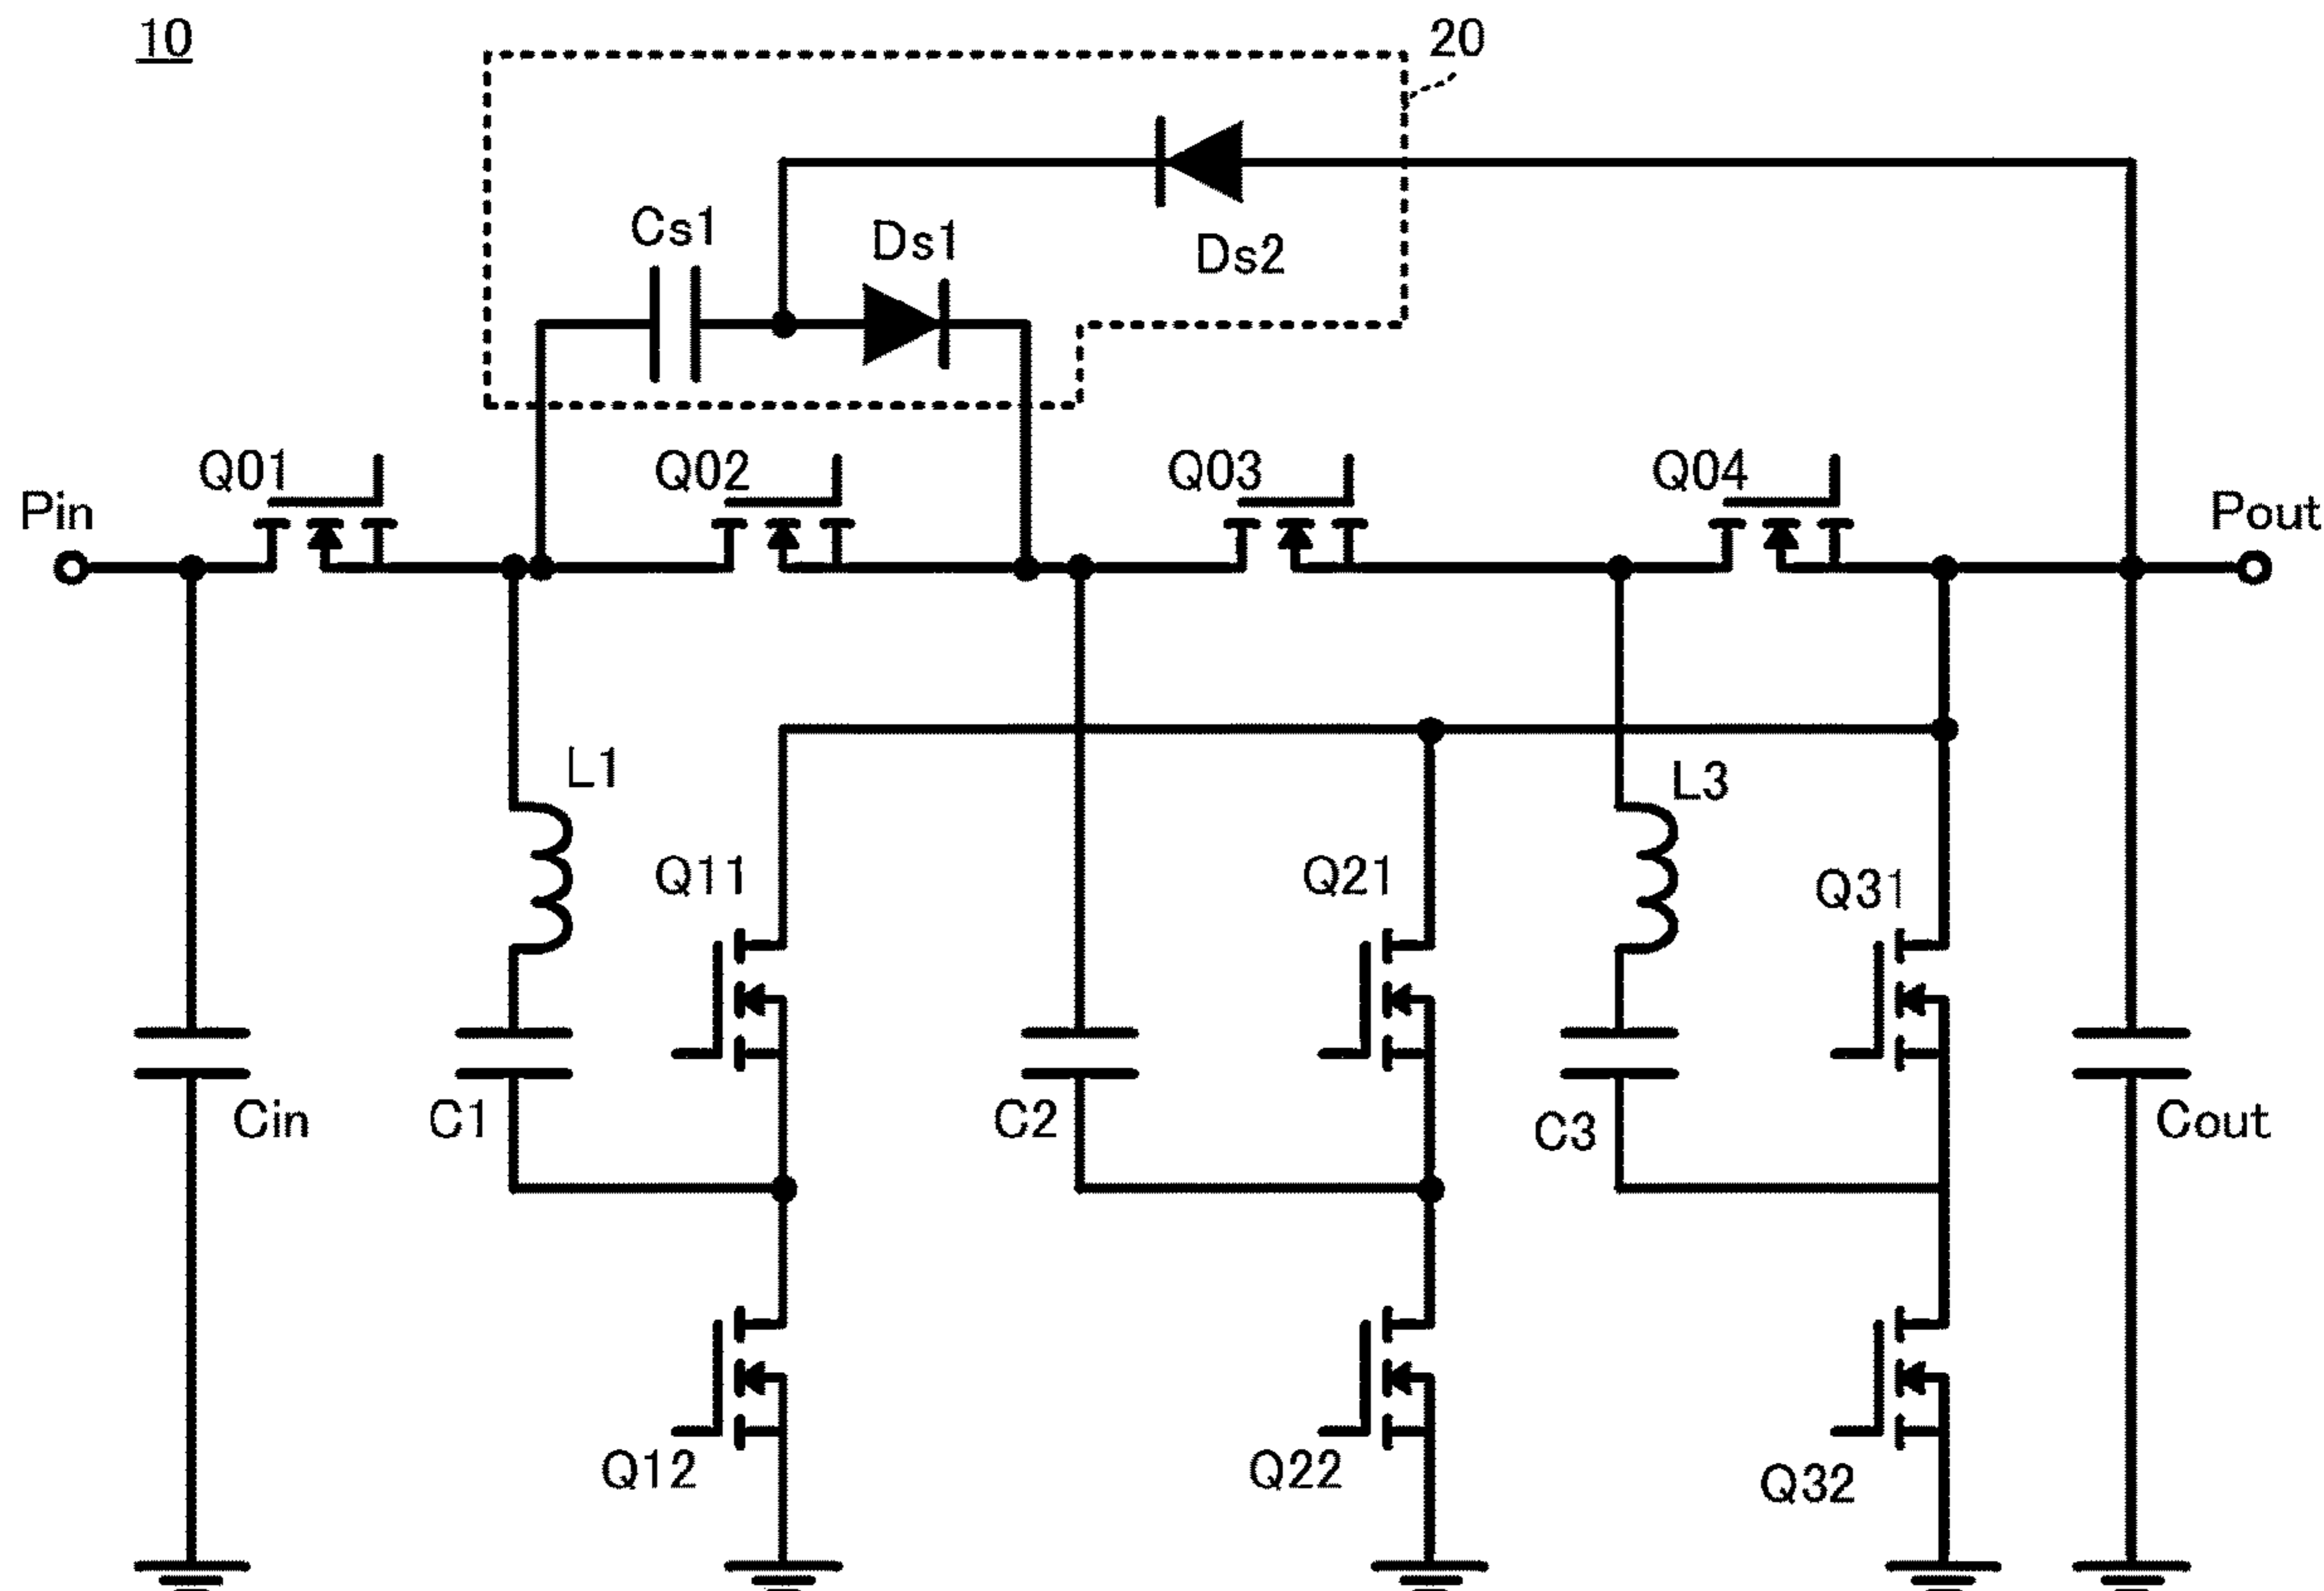 10
20
Cs1
Ds1
Ds2
Q01
Q02
Q03
Q04
Pin
Pout
L1
L3
Q11
Q21
Q31
Cin
C1
C2
C3
Cout
Q12
Q22
Q32